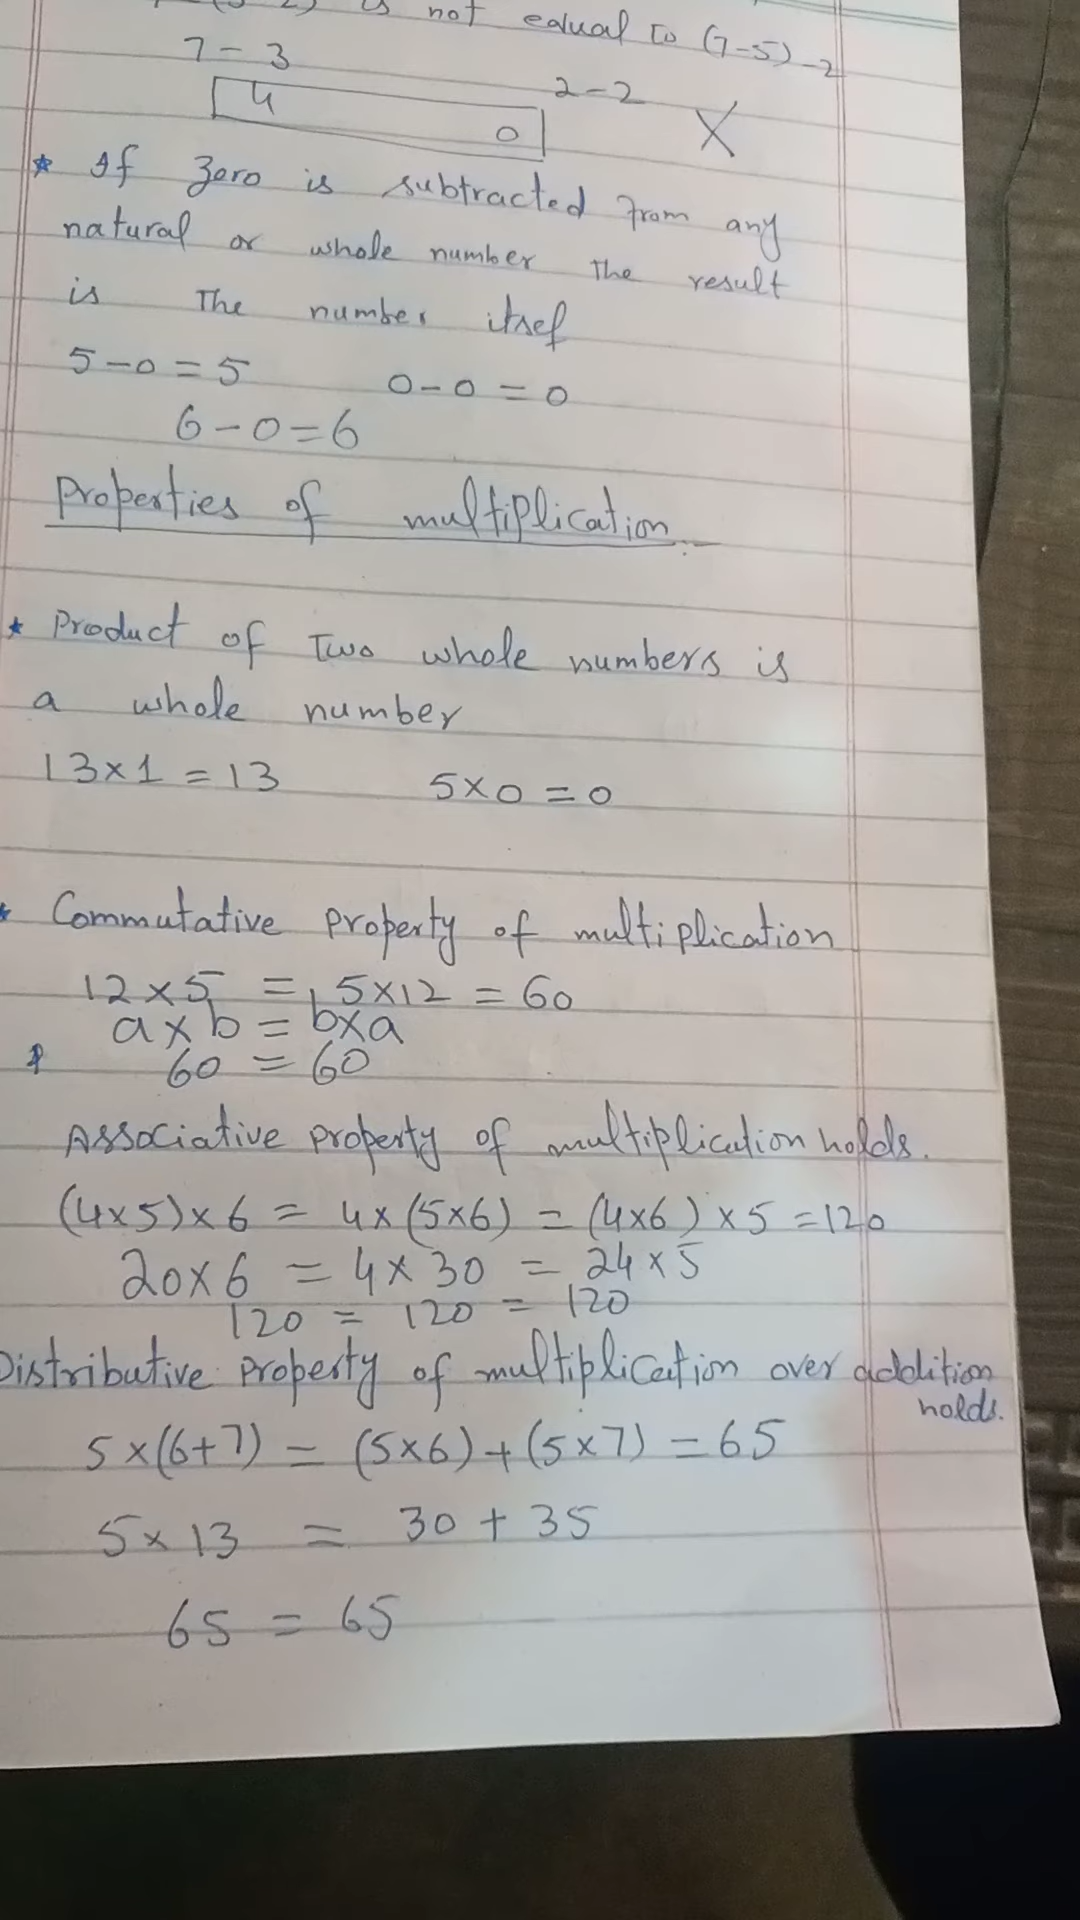 is not equal to (7-5)-2
7-3
2-2
4
0
X
* If zero is subtracted from any
natural or whole number The result
is The number itsef
5-0=5 0-0=0
6-0=6
Properties of multiplication
* Product of Two whole numbers is
a whole number
13×1=13 5×0=0
* Commutative property of multiplication
12×5 = 5×12 = 60
a×b = b×a
60 = 60
Associative property of multiplication holds.
(4×5)×6 = 4×(5×6) = (4×6)×5 =120
20×6 = 4×30 = 24×5
120 = 120 = 120
Distributive property of multiplication over addition
holds.
5×(6+7) = (5×6)+(5×7) =65
5×13 = 30+35
65 = 65